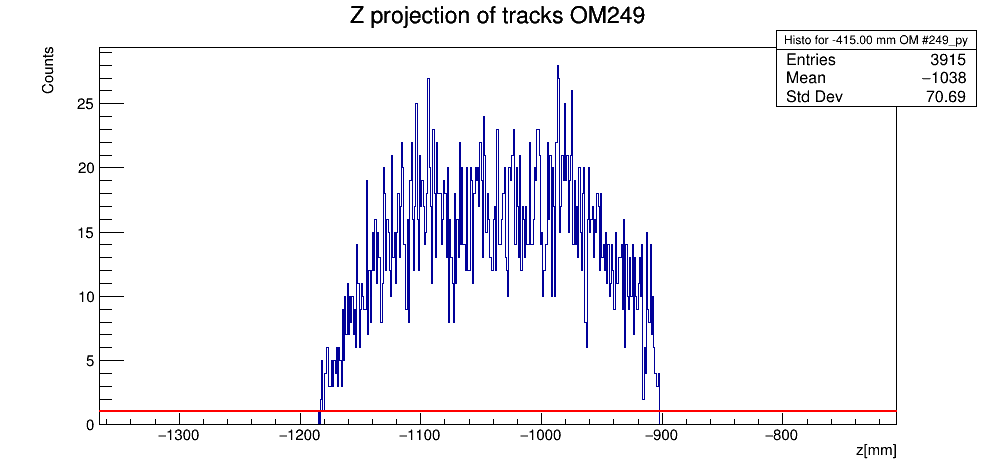 Z projection of tracks OM249
Histo for -415.00 mm OM #249_py
Entries 3915
Mean −1038
Std Dev 70.69
Counts
25
20
15
10
5
0
−1300 −1200 −1100 −1000 −900 −800
z[mm]